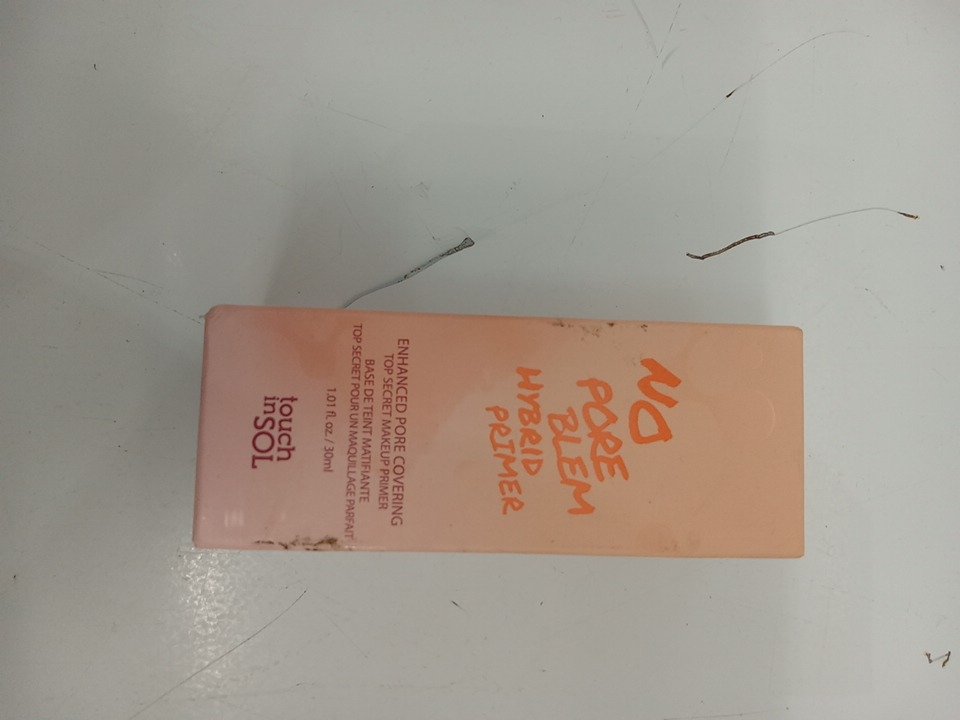 NO
PORE
BLEM
HYBRID
PRIMER
ENHANCED PORE COVERING
TOP SECRET MAKEUP PRIMER
BASE DE TEINT MATIFIANTE
TOP SECRET POUR UN MAQUILLAGE PARFAIT
1.01 fl. oz / 30ml
touch
in SOL